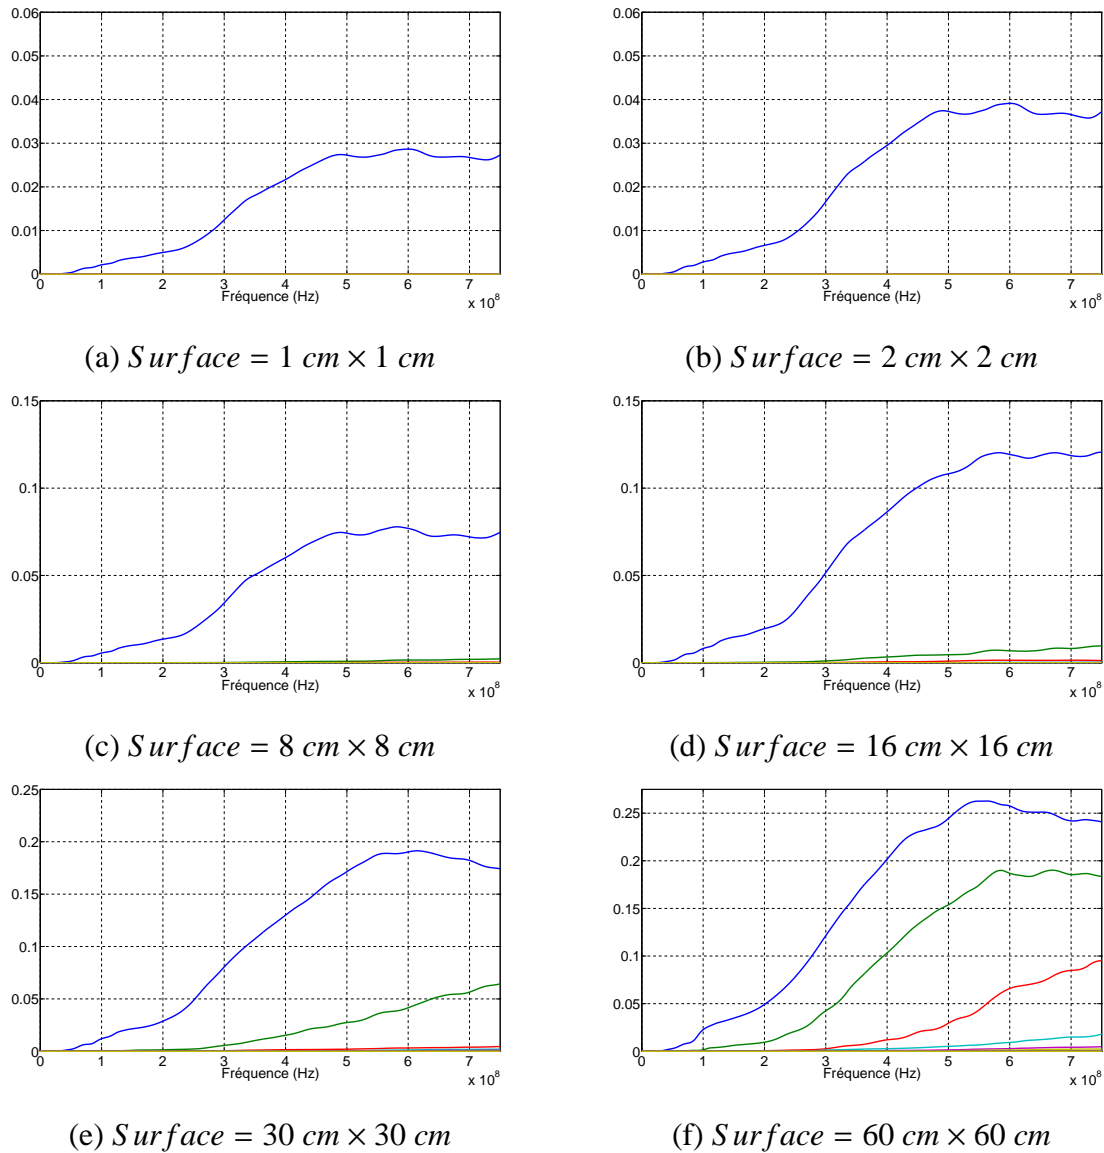 0.06
0.05
0.04
0.03
0.02
0.01
0
0 1 2 3 4 5 6 7
Fréquence (Hz)
x 10^8
(a) Surface = 1 cm × 1 cm
0.06
0.05
0.04
0.03
0.02
0.01
0
0 1 2 3 4 5 6 7
Fréquence (Hz)
x 10^8
(b) Surface = 2 cm × 2 cm
0.15
0.1
0.05
0
0 1 2 3 4 5 6 7
Fréquence (Hz)
x 10^8
(c) Surface = 8 cm × 8 cm
0.15
0.1
0.05
0
0 1 2 3 4 5 6 7
Fréquence (Hz)
x 10^8
(d) Surface = 16 cm × 16 cm
0.25
0.2
0.15
0.1
0.05
0
0 1 2 3 4 5 6 7
Fréquence (Hz)
x 10^8
(e) Surface = 30 cm × 30 cm
0.25
0.2
0.15
0.1
0.05
0
0 1 2 3 4 5 6 7
Fréquence (Hz)
x 10^8
(f) Surface = 60 cm × 60 cm